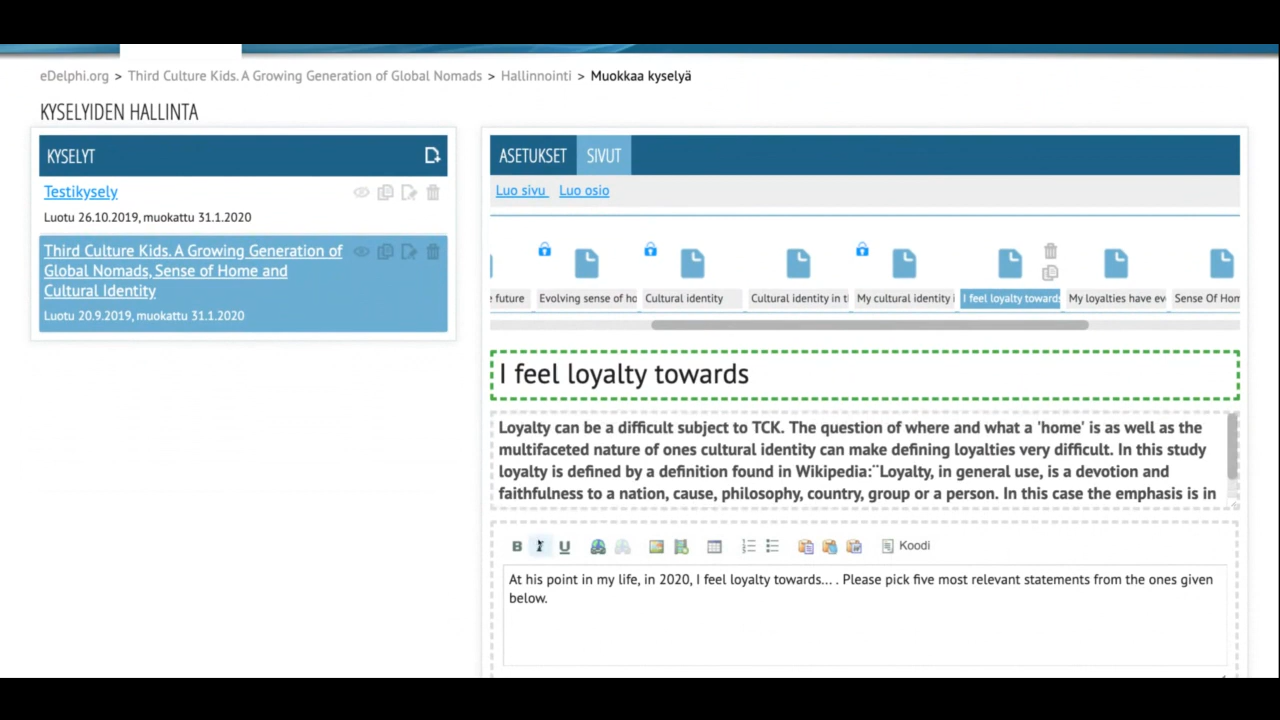 eDelphi.org > Third Culture Kids. A Growing Generation of Global Nomads > Hallinnointi > Muokkaa kyselyä
KYSELYIDEN HALLINTA
KYSELYT
Testikysely
Luotu 26.10.2019, muokattu 31.1.2020
Third Culture Kids. A Growing Generation of
Global Nomads, Sense of Home and
Cultural Identity
Luotu 20.9.2019, muokattu 31.1.2020
ASETUKSET SIVUT
Luo sivu Luo osio
e future Evolving sense of ho Cultural identity Cultural identity in t My cultural identity i I feel loyalty towards My loyalties have ev Sense Of Hom
I feel loyalty towards
Loyalty can be a difficult subject to TCK. The question of where and what a 'home' is as well as the
multifaceted nature of ones cultural identity can make defining loyalties very difficult. In this study
loyalty is defined by a definition found in Wikipedia:¨Loyalty, in general use, is a devotion and
faithfulness to a nation, cause, philosophy, country, group or a person. In this case the emphasis is in
B I U Koodi
At his point in my life, in 2020, I feel loyalty towards... . Please pick five most relevant statements from the ones given
below.